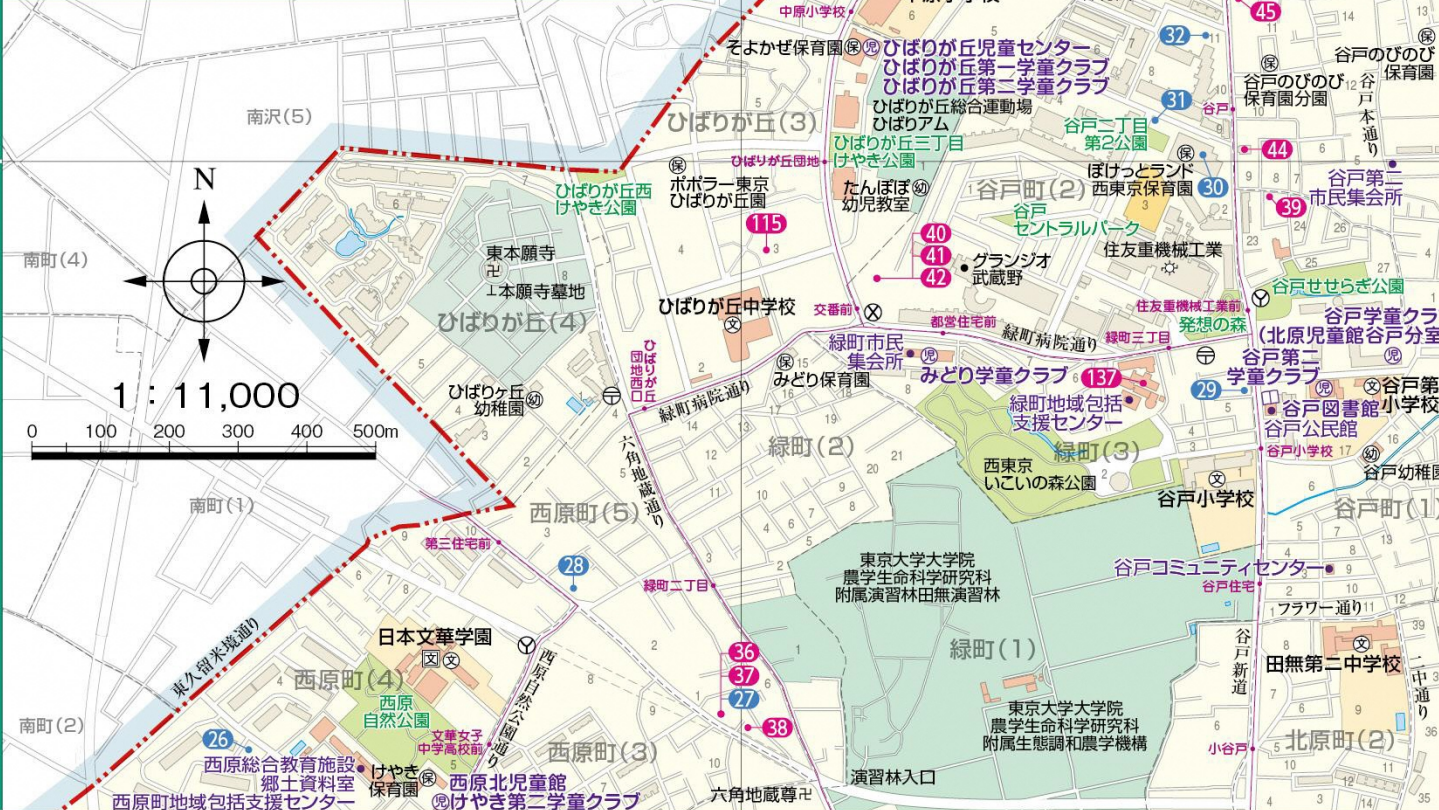 中原小学校
45
そよかぜ保育園
保
児
ひばりが丘児童センター
ひばりが丘第一学童クラブ
ひばりが丘第二学童クラブ
32
谷戸のびのび
保育園
谷戸のびのび
保育園分園
谷戸本通り
31
谷戸
南沢(5)
ひばりが丘(3)
ひばりが丘総合運動場
ひばりアム
谷戸二丁目
第2公園
ひばりが丘三丁目
けやき公園
ひばりが丘団地
44
N
ひばりが丘西
けやき公園
保
ポポラー東京
ひばりが丘園
たんぽぽ
幼児教室
幼
谷戸町(2)
ぽけっとランド
西東京保育園
保
30
谷戸第二
市民集会所
39
115
谷戸
セントラルパーク
40
41
42
グランジオ
武蔵野
住友重機械工業
南町(4)
東本願寺
卍
本願寺墓地
谷戸せせらぎ公園
ひばりが丘中学校
文
交番前
住友重機械工業前
発想の森
ひばりが丘(4)
都営住宅前
緑町病院通り
緑町三丁目
谷戸学童クラ
(北原児童館谷戸分室
児
緑町市民
集会所
児
みどり学童クラブ
谷戸第二
学童クラブ
児
ひばりが丘
団地西口
保
みどり保育園
137
29
1:11,000
ひばりヶ丘
幼稚園
幼
緑町病院通り
緑町地域包括
支援センター
谷戸図書館
谷戸公民館
文
谷戸第
小学校
0 100 200 300 400 500m
六角地蔵通り
緑町(2)
緑町(3)
谷戸小学校
幼
谷戸幼稚園
西東京
いこいの森公園
文
谷戸小学校
南町(1)
西原町(5)
谷戸町(1)
第三住宅前
28
東京大学大学院
農学生命科学研究科
附属演習林田無演習林
谷戸コミュニティセンター
緑町二丁目
谷戸住宅
フラワー通り
東久留米境通り
日本文華学園
文
文
西原自然公園通り
36
37
27
38
緑町(1)
谷戸新道
文
田無第二中学校
二中通り
西原町(4)
西原
自然公園
南町(2)
文華女子
中学高校前
西原町(3)
東京大学大学院
農学生命科学研究科
附属生態調和農学機構
小谷戸
北原町(2)
26
西原総合教育施設
郷土資料室
西原町地域包括支援センター
けやき
保育園
保
西原北児童館
児
けやき第二学童クラブ
演習林入口
六角地蔵尊卍